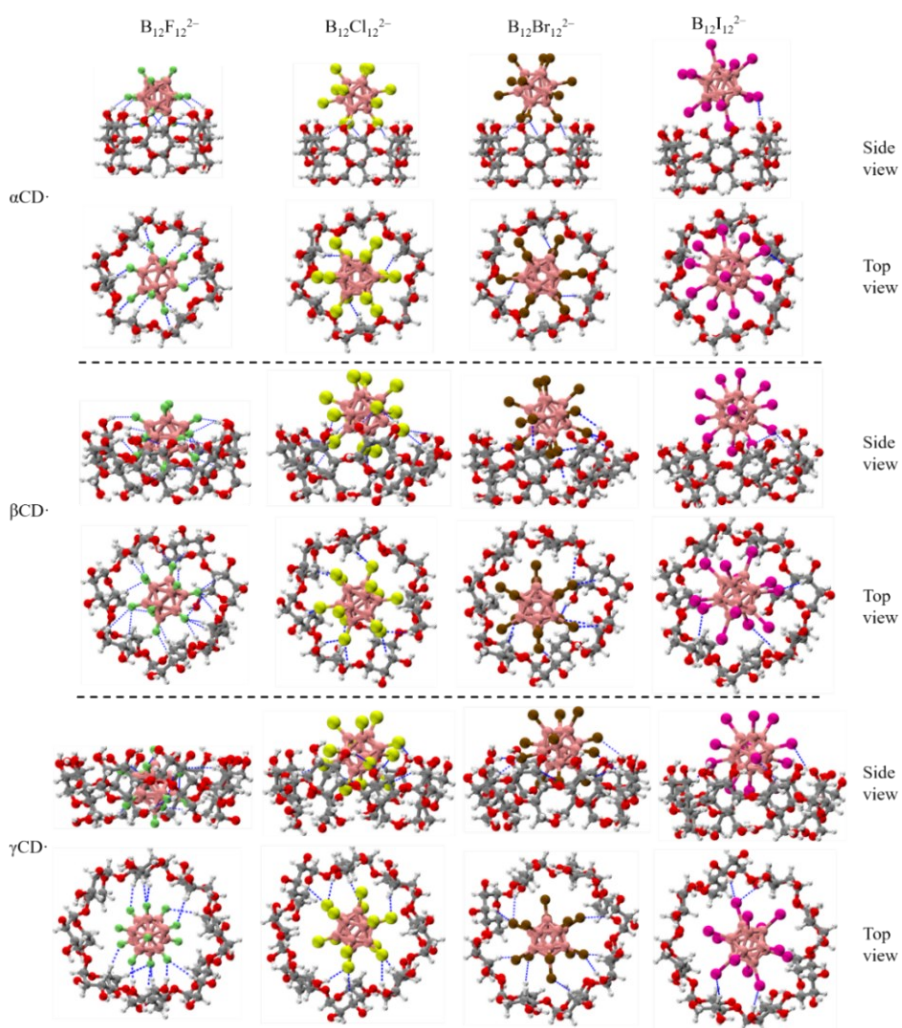 B₁₂F₁₂²⁻ B₁₂Cl₁₂²⁻ B₁₂Br₁₂²⁻ B₁₂I₁₂²⁻
Side
view
αCD·
Top
view
Side
view
βCD·
Top
view
Side
view
γCD·
Top
view